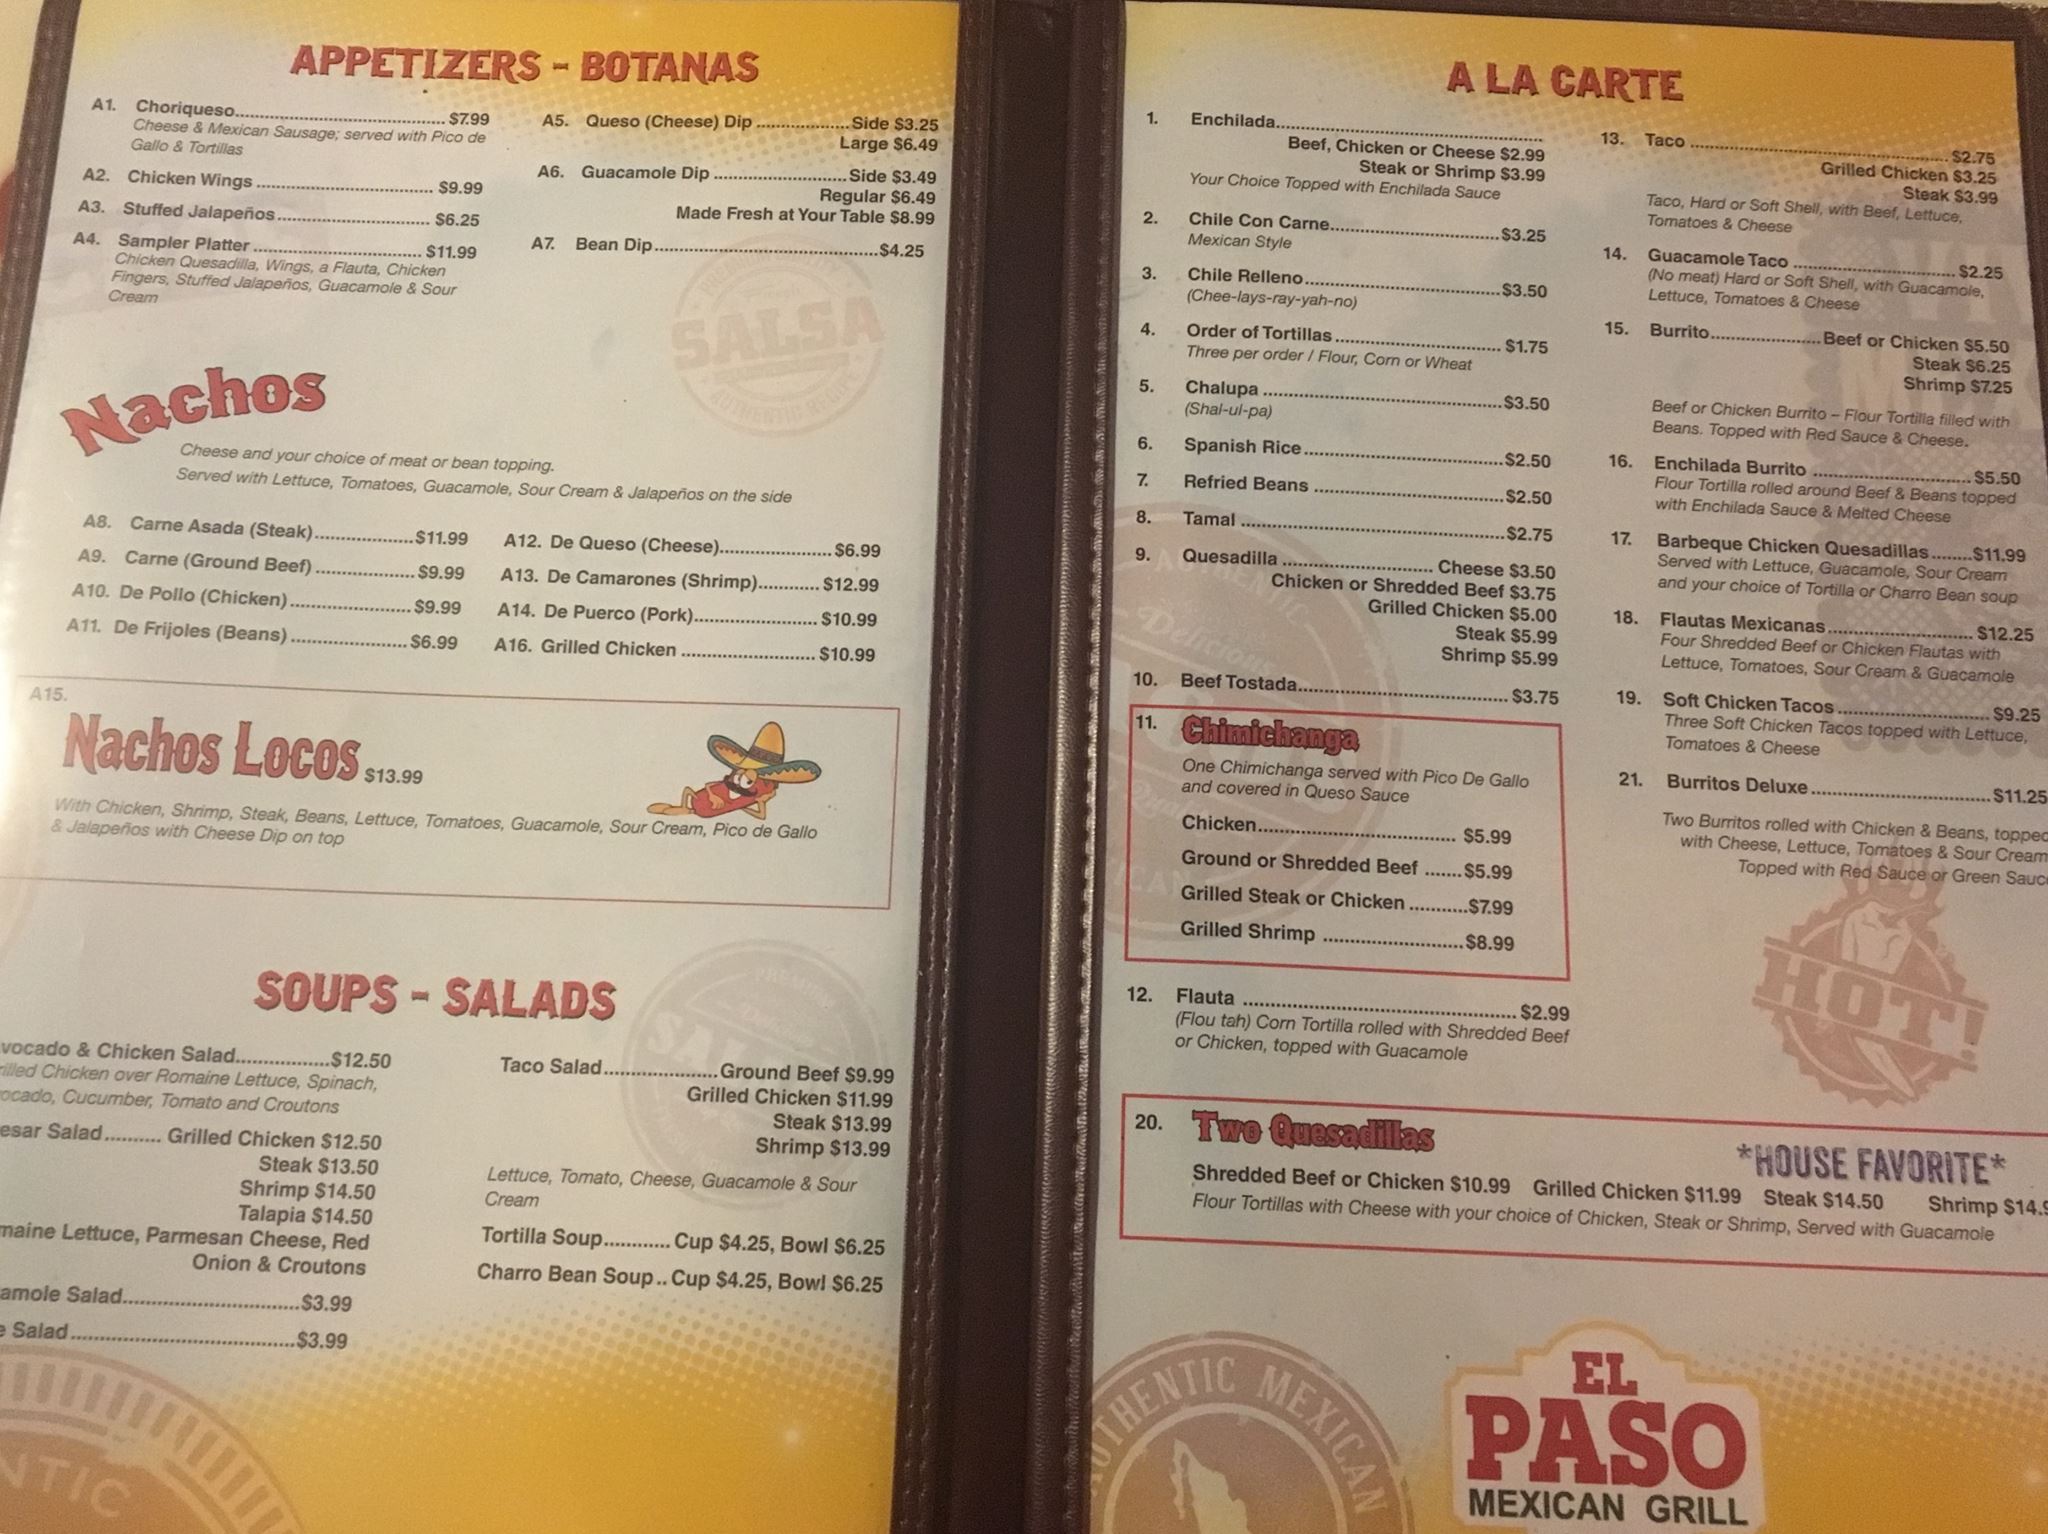 APPETIZERS - BOTANAS
A1. Choriqueso.......... $7.99
Cheese & Mexican Sausage; served with Pico de
Gallo & Tortillas
A2. Chicken Wings .......... $9.99
A3. Stuffed Jalapeños.......... $6.25
A4. Sampler Platter .......... $11.99
Chicken Quesadilla, Wings, a Flauta, Chicken
Fingers, Stuffed Jalapeños, Guacamole & Sour
Cream
A5. Queso (Cheese) Dip .......... Side $3.25
Large $6.49
A6. Guacamole Dip .......... Side $3.49
Regular $6.49
Made Fresh at Your Table $8.99
A7. Bean Dip.......... $4.25
SALSA
Nachos
Cheese and your choice of meat or bean topping.
Served with Lettuce, Tomatoes, Guacamole, Sour Cream & Jalapeños on the side
A8. Carne Asada (Steak).......... $11.99
A9. Carne (Ground Beef) .......... $9.99
A10. De Pollo (Chicken).......... $9.99
A11. De Frijoles (Beans).......... $6.99
A12. De Queso (Cheese).......... $6.99
A13. De Camarones (Shrimp).......... $12.99
A14. De Puerco (Pork).......... $10.99
A16. Grilled Chicken .......... $10.99
A15.
Nachos Locos $13.99
With Chicken, Shrimp, Steak, Beans, Lettuce, Tomatoes, Guacamole, Sour Cream, Pico de Gallo
& Jalapeños with Cheese Dip on top
SOUPS - SALADS
vocado & Chicken Salad.......... $12.50
rilled Chicken over Romaine Lettuce, Spinach,
ocado, Cucumber, Tomato and Croutons
esar Salad.......... Grilled Chicken $12.50
Steak $13.50
Shrimp $14.50
Talapia $14.50
maine Lettuce, Parmesan Cheese, Red
Onion & Croutons
amole Salad.......... $3.99
e Salad.......... $3.99
Taco Salad.......... Ground Beef $9.99
Grilled Chicken $11.99
Steak $13.99
Shrimp $13.99
Lettuce, Tomato, Cheese, Guacamole & Sour
Cream
Tortilla Soup.......... Cup $4.25, Bowl $6.25
Charro Bean Soup.. Cup $4.25, Bowl $6.25
A LA CARTE
1. Enchilada..........
Beef, Chicken or Cheese $2.99
Steak or Shrimp $3.99
Your Choice Topped with Enchilada Sauce
2. Chile Con Carne.......... $3.25
Mexican Style
3. Chile Relleno.......... $3.50
(Chee-lays-ray-yah-no)
4. Order of Tortillas .......... $1.75
Three per order / Flour, Corn or Wheat
5. Chalupa .......... $3.50
(Shal-ul-pa)
6. Spanish Rice.......... $2.50
7. Refried Beans .......... $2.50
8. Tamal .......... $2.75
9. Quesadilla .......... Cheese $3.50
Chicken or Shredded Beef $3.75
Grilled Chicken $5.00
Steak $5.99
Shrimp $5.99
10. Beef Tostada.......... $3.75
11. Chimichanga
One Chimichanga served with Pico De Gallo
and covered in Queso Sauce
Chicken.......... $5.99
Ground or Shredded Beef ....... $5.99
Grilled Steak or Chicken .......... $7.99
Grilled Shrimp .......... $8.99
12. Flauta .......... $2.99
(Flou tah) Corn Tortilla rolled with Shredded Beef
or Chicken, topped with Guacamole
13. Taco .......... $2.75
Grilled Chicken $3.25
Steak $3.99
Taco, Hard or Soft Shell, with Beef, Lettuce,
Tomatoes & Cheese
14. Guacamole Taco .......... $2.25
(No meat) Hard or Soft Shell, with Guacamole,
Lettuce, Tomatoes & Cheese
15. Burrito.......... Beef or Chicken $5.50
Steak $6.25
Shrimp $7.25
Beef or Chicken Burrito – Flour Tortilla filled with
Beans. Topped with Red Sauce & Cheese.
16. Enchilada Burrito .......... $5.50
Flour Tortilla rolled around Beef & Beans topped
with Enchilada Sauce & Melted Cheese
17. Barbeque Chicken Quesadillas........ $11.99
Served with Lettuce, Guacamole, Sour Cream
and your choice of Tortilla or Charro Bean soup
18. Flautas Mexicanas.......... $12.25
Four Shredded Beef or Chicken Flautas with
Lettuce, Tomatoes, Sour Cream & Guacamole
19. Soft Chicken Tacos .......... $9.25
Three Soft Chicken Tacos topped with Lettuce,
Tomatoes & Cheese
21. Burritos Deluxe.......... $11.25
Two Burritos rolled with Chicken & Beans, topped
with Cheese, Lettuce, Tomatoes & Sour Cream
Topped with Red Sauce or Green Sauc
HOT!
20. Two Quesadillas
*HOUSE FAVORITE*
Shredded Beef or Chicken $10.99 Grilled Chicken $11.99 Steak $14.50 Shrimp $14.9
Flour Tortillas with Cheese with your choice of Chicken, Steak or Shrimp, Served with Guacamole
AUTHENTIC MEXICAN
EL
PASO
MEXICAN GRILL
NTIC